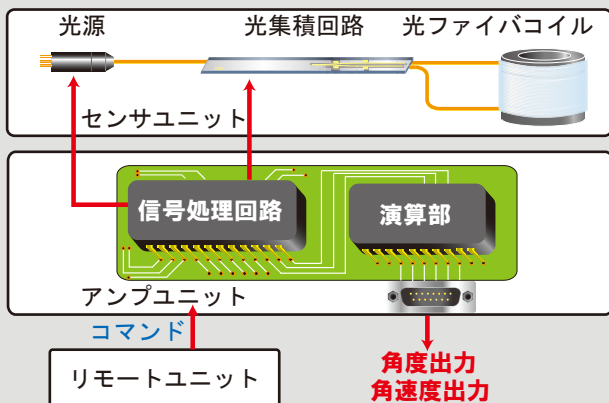 光源
光集積回路
光ファイバコイル
センサユニット
信号処理回路
演算部
アンプユニット
コマンド
リモートユニット
角度出力
角速度出力